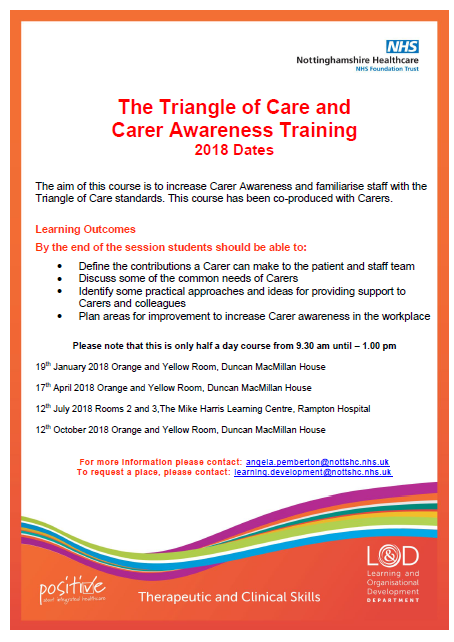 NHS
Nottinghamshire Healthcare
NHS Foundation Trust
The Triangle of Care and
Carer Awareness Training
2018 Dates
The aim of this course is to increase Carer Awareness and familiarise staff with the
Triangle of Care standards. This course has been co-produced with Carers.
Learning Outcomes
By the end of the session students should be able to:
• Define the contributions a Carer can make to the patient and staff team
• Discuss some of the common needs of Carers
• Identify some practical approaches and ideas for providing support to
Carers and colleagues
• Plan areas for improvement to increase Carer awareness in the workplace
Please note that this is only half a day course from 9.30 am until – 1.00 pm
19th January 2018 Orange and Yellow Room, Duncan MacMillan House
17th April 2018 Orange and Yellow Room, Duncan MacMillan House
12th July 2018 Rooms 2 and 3,The Mike Harris Learning Centre, Rampton Hospital
12th October 2018 Orange and Yellow Room, Duncan MacMillan House
For more information please contact: angela.pemberton@nottshc.nhs.uk
To request a place, please contact: learning.development@nottshc.nhs.uk
positive
about integrated healthcare
Therapeutic and Clinical Skills
L&D
Learning and
Organisational
Development
DEPARTMENT